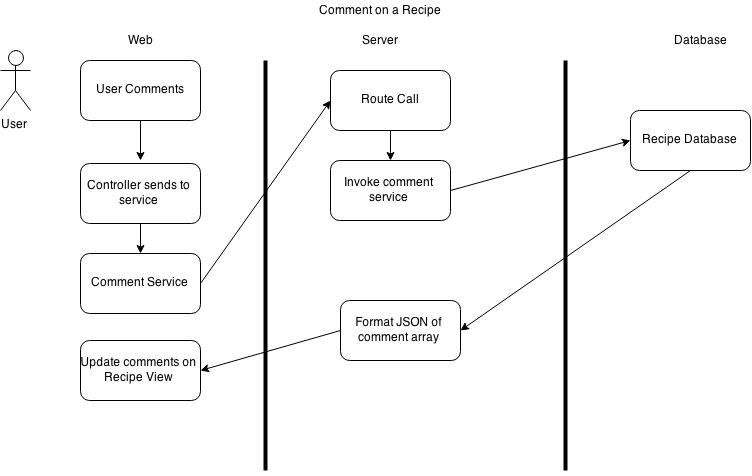 Comment on a Recipe
Web
Server
Database
User
User Comments
Controller sends to
service
Comment Service
Update comments on
Recipe View
Route Call
Invoke comment
service
Format JSON of
comment array
Recipe Database